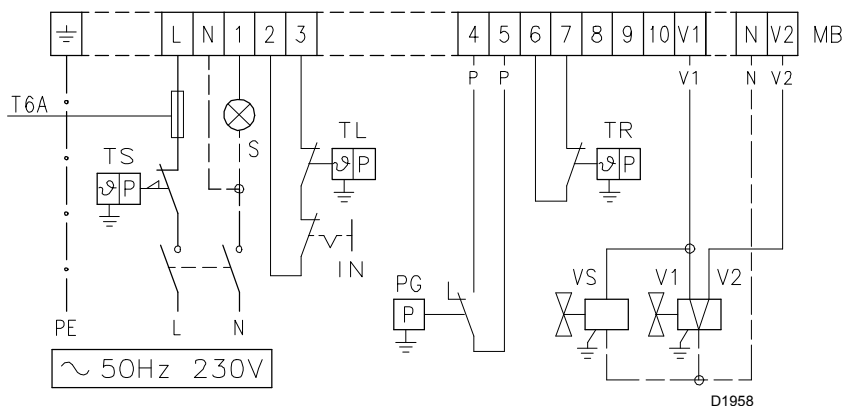 L N 1 2 3 4 5 6 7 8 9 10 V1 N V2 MB
P P V1 N V2
T6A
S TL TR
TS ϑ P ϑ P
ϑ P
IN
PG VS V1 V2
P
PE L N
~ 50Hz 230V
D1958